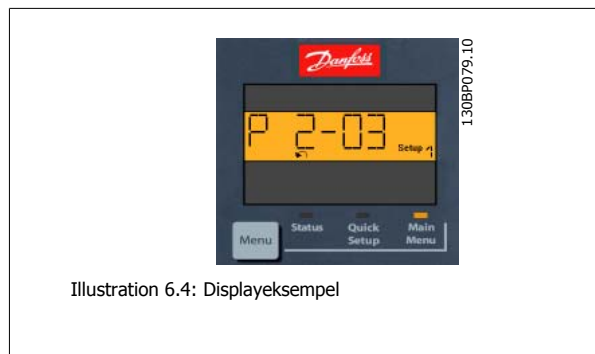 Danfoss
130BP079.10
P 2-03
Setup 1
Status
Quick Setup
Main Menu
Menu
Illustration 6.4: Displayeksempel